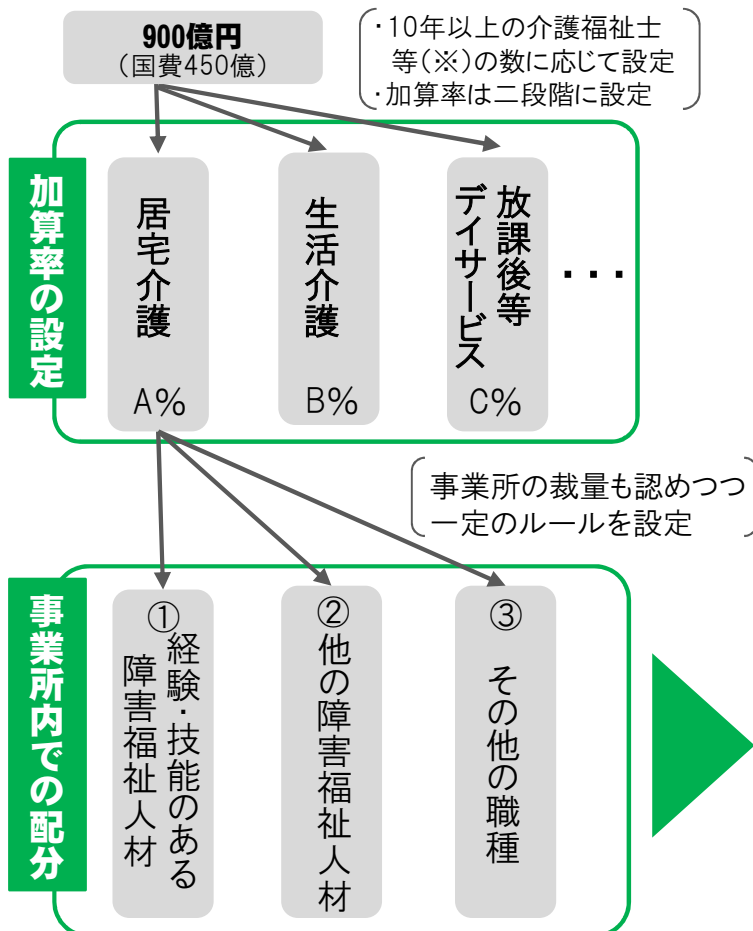 900億円
（国費450億）
・10年以上の介護福祉士
等(※)の数に応じて設定
・加算率は二段階に設定
加算率の設定
居宅介護
A%
生活介護
B%
放課後等
デイサービス
C%
・・・
事業所の裁量も認めつつ
一定のルールを設定
事業所内での配分
①
経験・技能のある
障害福祉人材
②
他の障害福祉人材
③
その他の職種